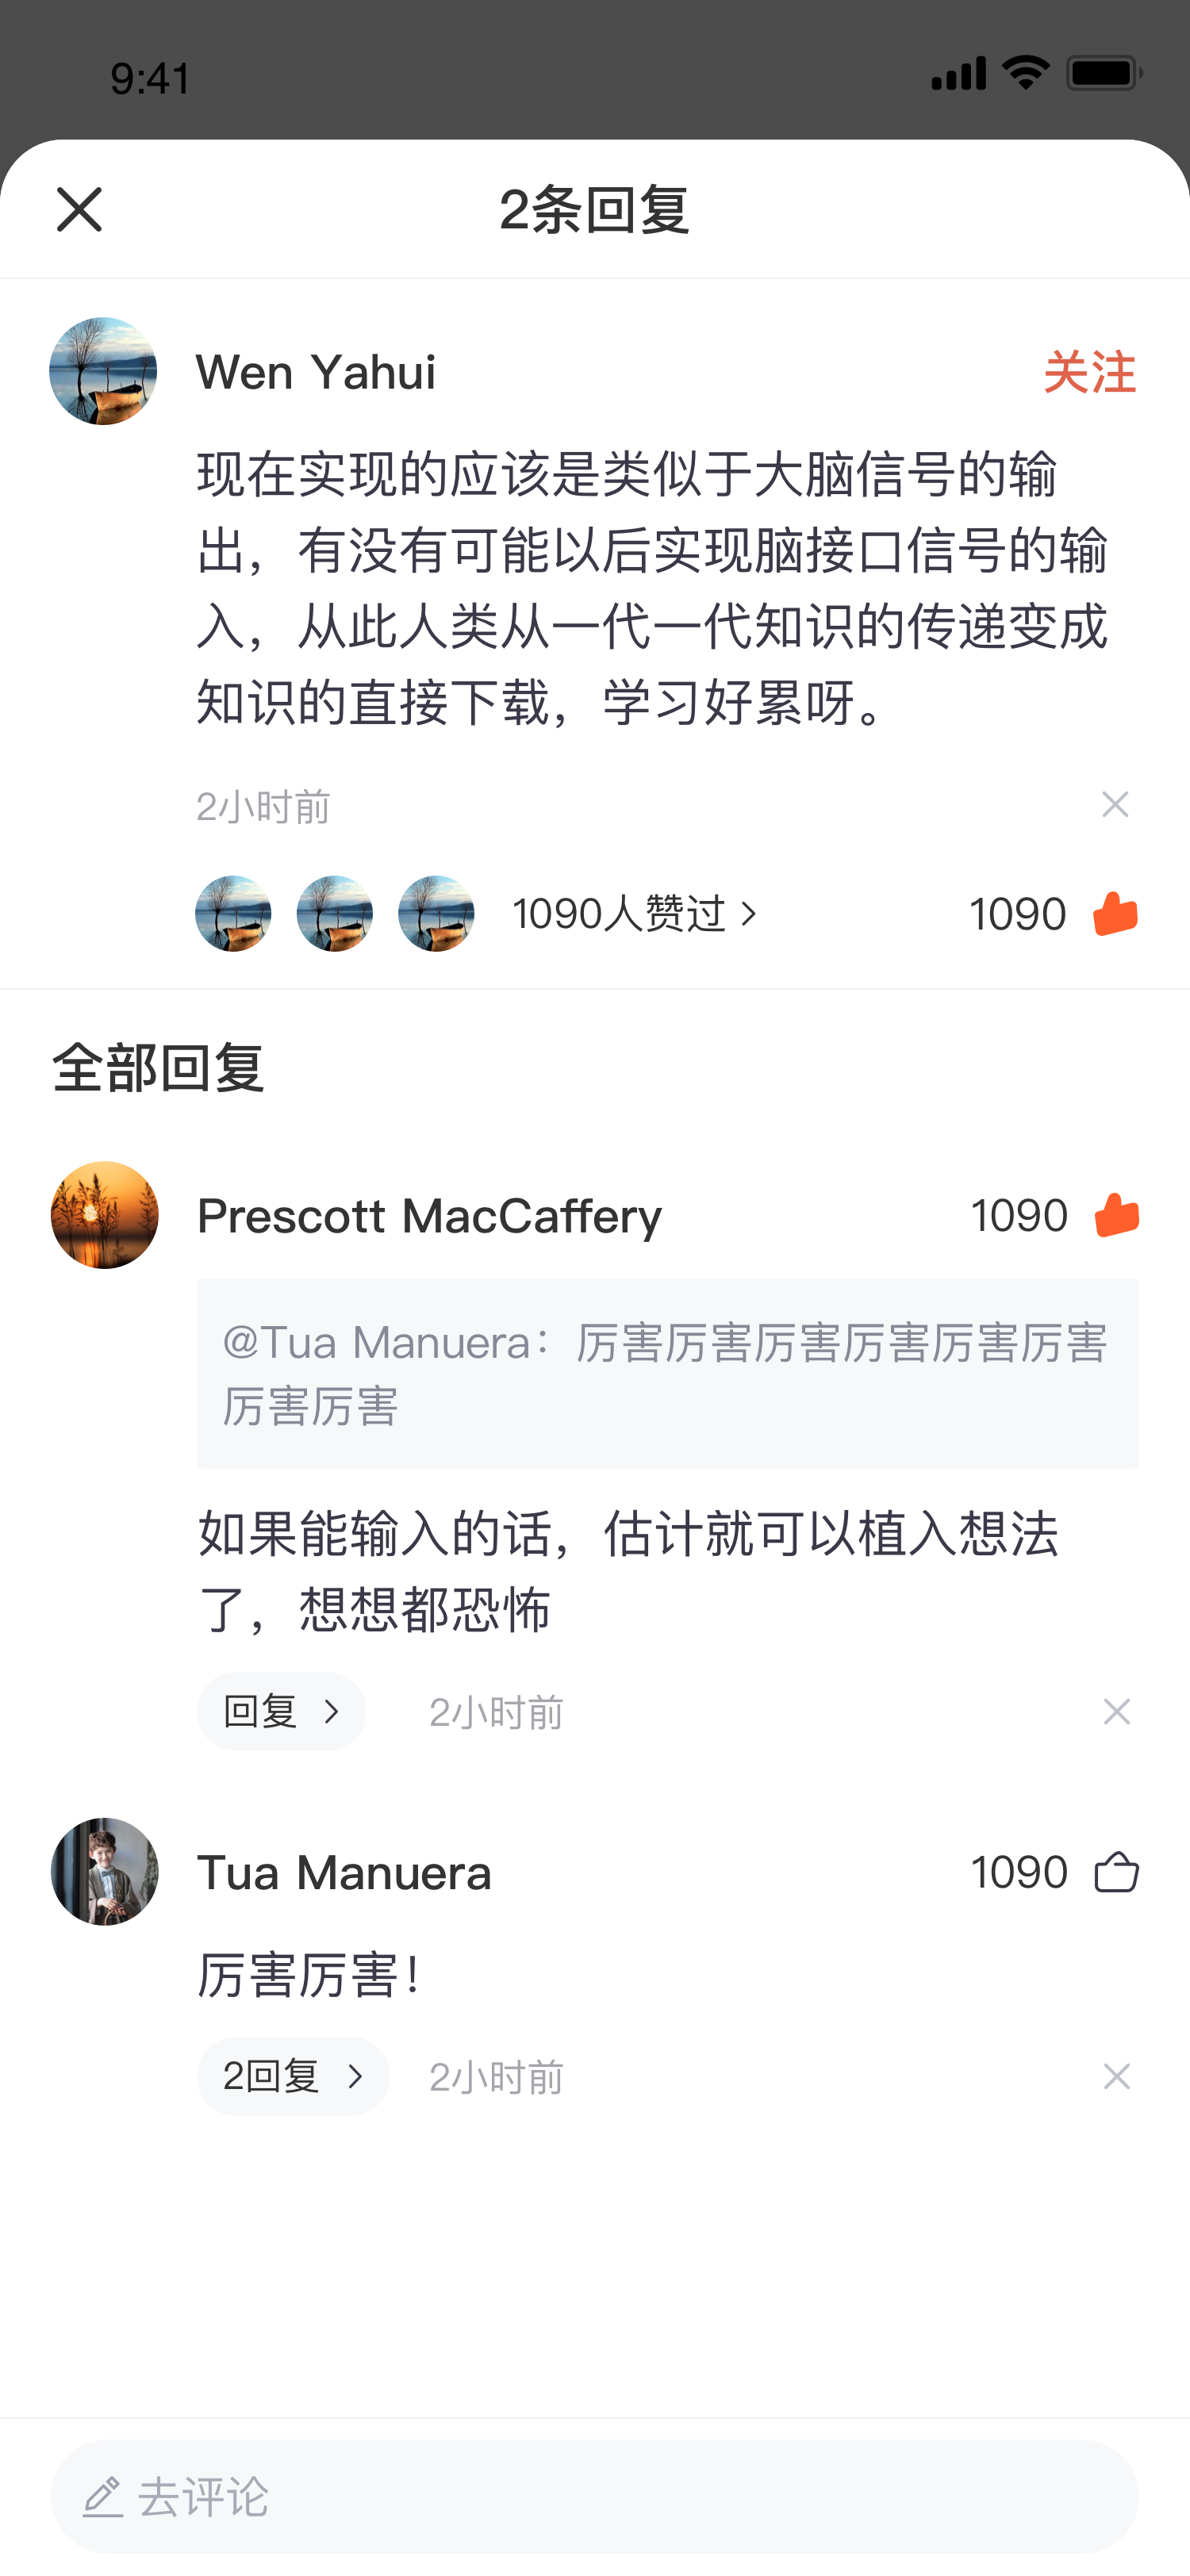 9:41
2条回复
Wen Yahui
关注
现在实现的应该是类似于大脑信号的输
出，有没有可能以后实现脑接口信号的输
入，从此人类从一代一代知识的传递变成
知识的直接下载，学习好累呀。
2小时前
1090人赞过
1090
全部回复
Prescott MacCaffery
1090
@Tua Manuera：厉害厉害厉害厉害厉害厉害
厉害厉害
如果能输入的话，估计就可以植入想法
了，想想都恐怖
回复
2小时前
Tua Manuera
1090
厉害厉害！
2回复
2小时前
去评论